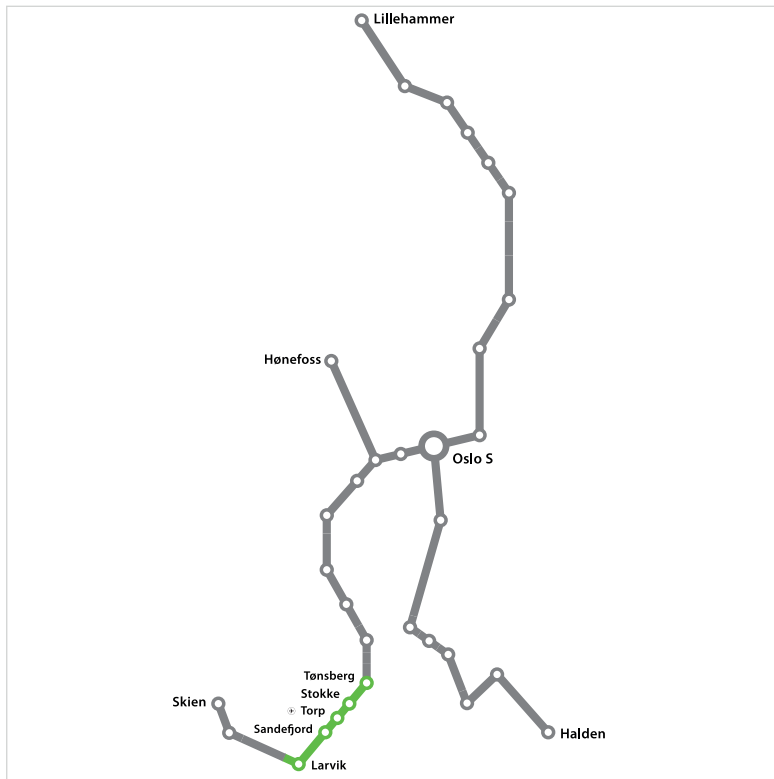 Lillehammer
Hønefoss
Oslo S
Tønsberg
Stokke
Torp
Skien
Sandefjord
Halden
Larvik